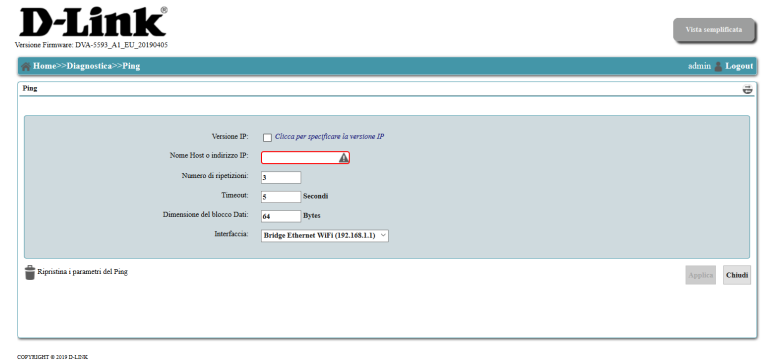 D-Link®
Versione Firmware: DVA-5593_A1_EU_20190405
Vista semplificata
Home>>Diagnostica>>Ping
admin Logout
Ping
Versione IP: Clicca per specificare la versione IP
Nome Host o indirizzo IP:
Numero di ripetizioni: 3
Timeout: 5 Secondi
Dimensione del blocco Dati: 64 Bytes
Interfaccia: Bridge Ethernet WiFi (192.168.1.1)
Ripristina i parametri del Ping
Applica Chiudi
COPYRIGHT © 2019 D-LINK